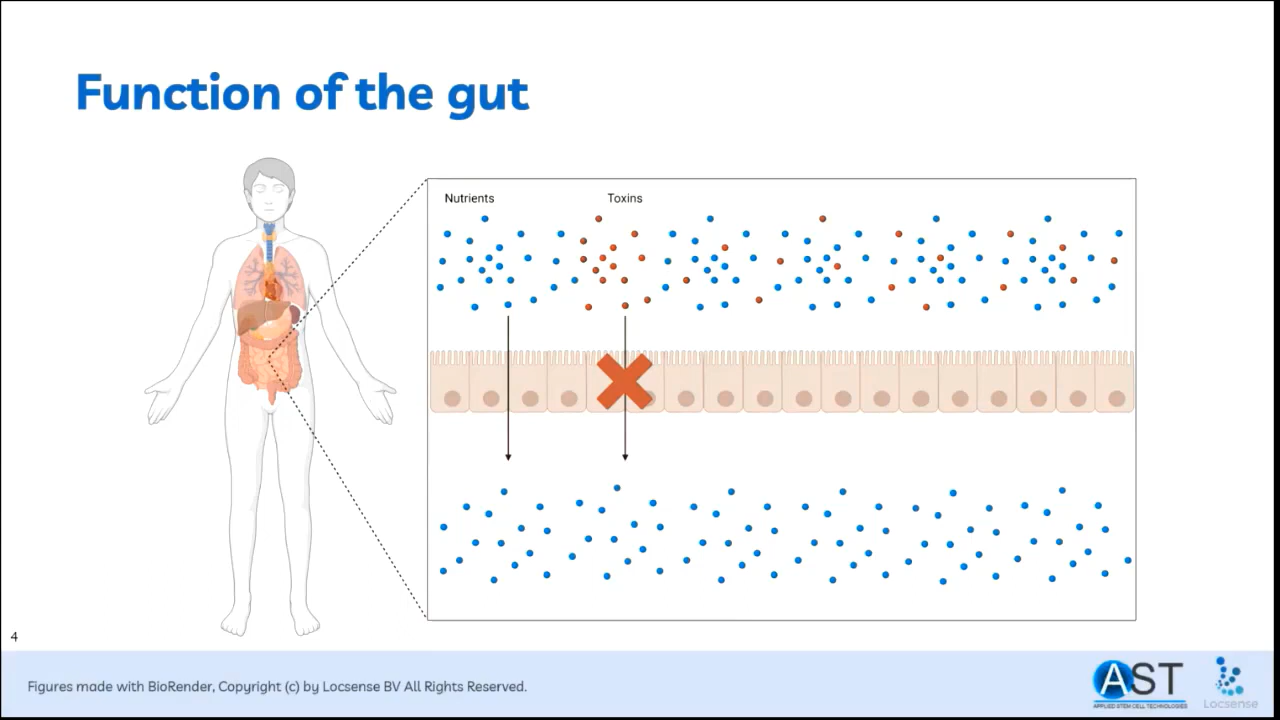 Function of the gut
Nutrients
Toxins
4
Figures made with BioRender, Copyright (c) by Locsense BV All Rights Reserved.
AST
APPLIED STEM CELL TECHNOLOGIES
Locsense